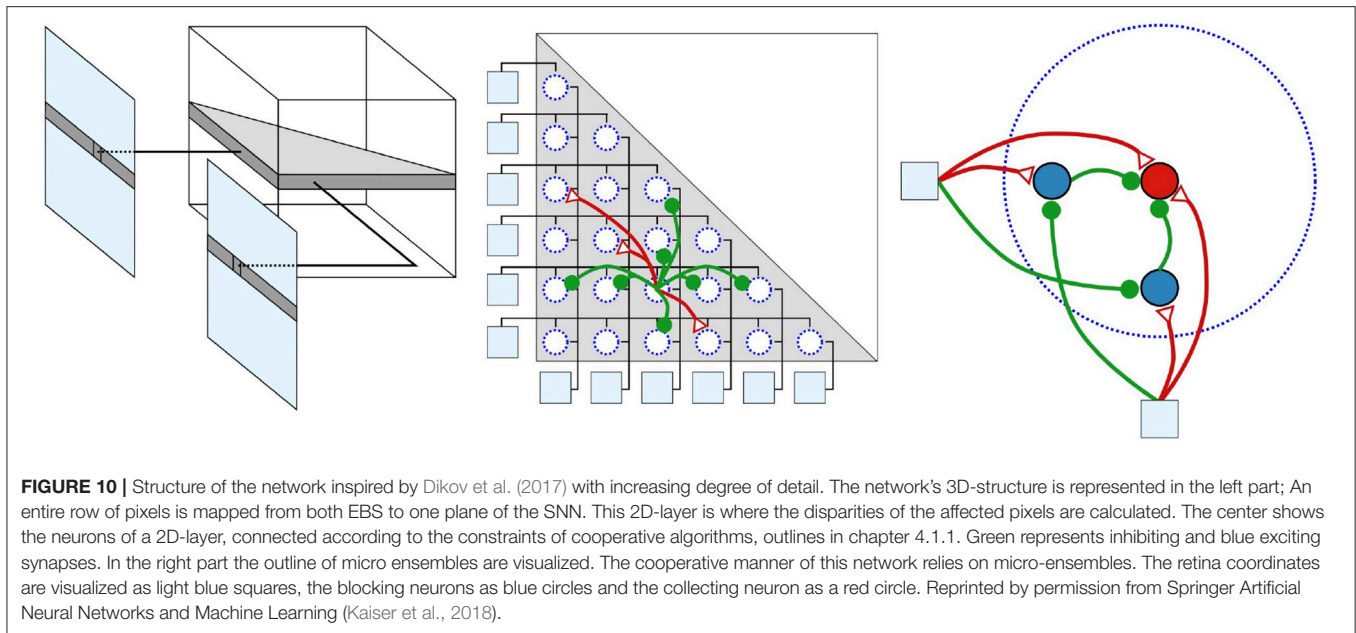 FIGURE 10 | Structure of the network inspired by Dikov et al. (2017) with increasing degree of detail. The network's 3D-structure is represented in the left part; An
entire row of pixels is mapped from both EBS to one plane of the SNN. This 2D-layer is where the disparities of the affected pixels are calculated. The center shows
the neurons of a 2D-layer, connected according to the constraints of cooperative algorithms, outlines in chapter 4.1.1. Green represents inhibiting and blue exciting
synapses. In the right part the outline of micro ensembles are visualized. The cooperative manner of this network relies on micro-ensembles. The retina coordinates
are visualized as light blue squares, the blocking neurons as blue circles and the collecting neuron as a red circle. Reprinted by permission from Springer Artificial
Neural Networks and Machine Learning (Kaiser et al., 2018).